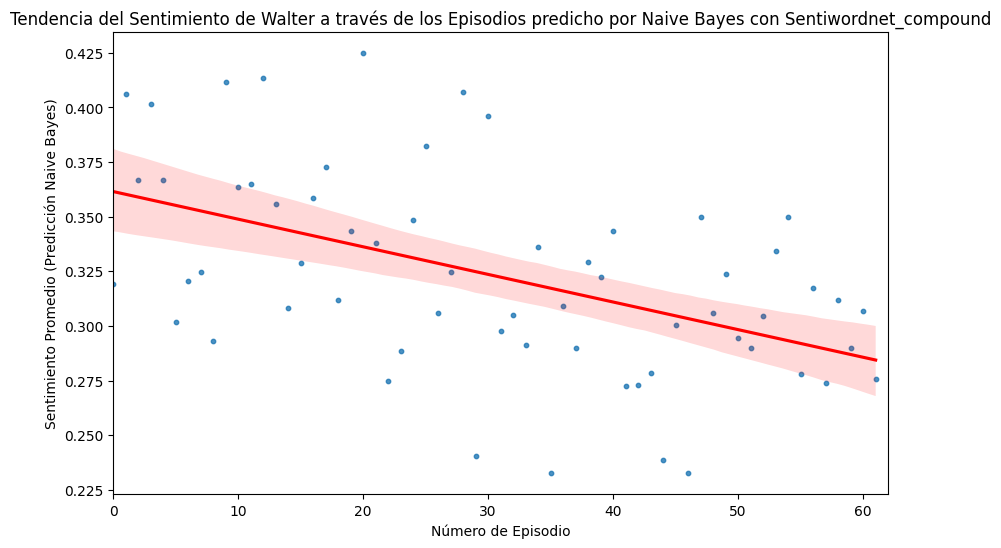 Tendencia del Sentimiento de Walter a través de los Episodios predicho por Naive Bayes con Sentiwordnet_compound
Sentimiento Promedio (Predicción Naive Bayes)
0.425
0.400
0.375
0.350
0.325
0.300
0.275
0.250
0.225
0 10 20 30 40 50 60
Número de Episodio